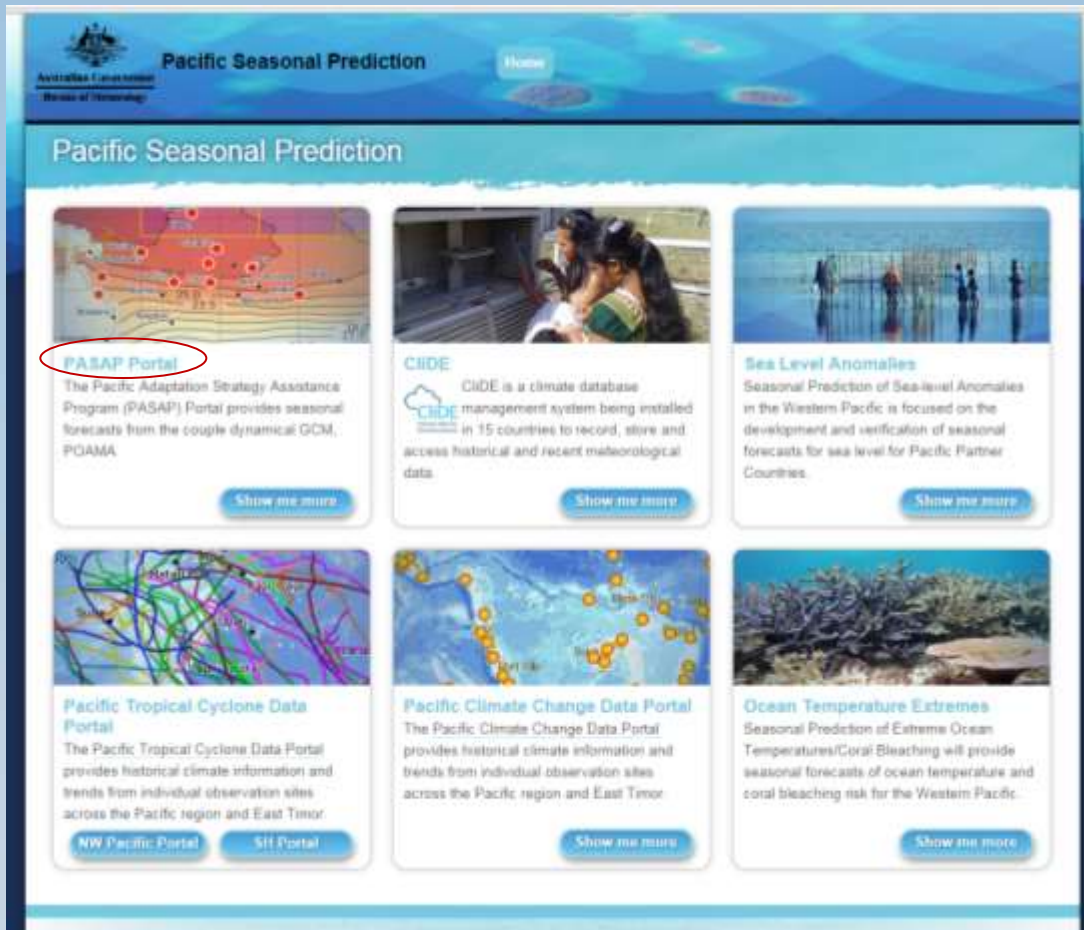 Australian Government
Bureau of Meteorology
Pacific Seasonal Prediction
Home
Pacific Seasonal Prediction
PASAP Portal
The Pacific Adaptation Strategy Assistance
Program (PASAP) Portal provides seasonal
forecasts from the couple dynamical GCM,
POAMA
Show me more
CliDE
CliDE
CliDE is a climate database
management system being installed
in 15 countries to record, store and
access historical and recent meteorological
data.
Show me more
Sea Level Anomalies
Seasonal Prediction of Sea-level Anomalies
in the Western Pacific is focused on the
development and verification of seasonal
forecasts for sea level for Pacific Partner
Countries.
Show me more
Pacific Tropical Cyclone Data
Portal
The Pacific Tropical Cyclone Data Portal
provides historical climate information and
trends from individual observation sites
across the Pacific region and East Timor
NW Pacific Portal
SH Portal
Pacific Climate Change Data Portal
The Pacific Climate Change Data Portal
provides historical climate information and
trends from individual observation sites
across the Pacific region and East Timor
Show me more
Ocean Temperature Extremes
Seasonal Prediction of Extreme Ocean
Temperatures/Coral Bleaching will provide
seasonal forecasts of ocean temperature and
coral bleaching risk for the Western Pacific.
Show me more